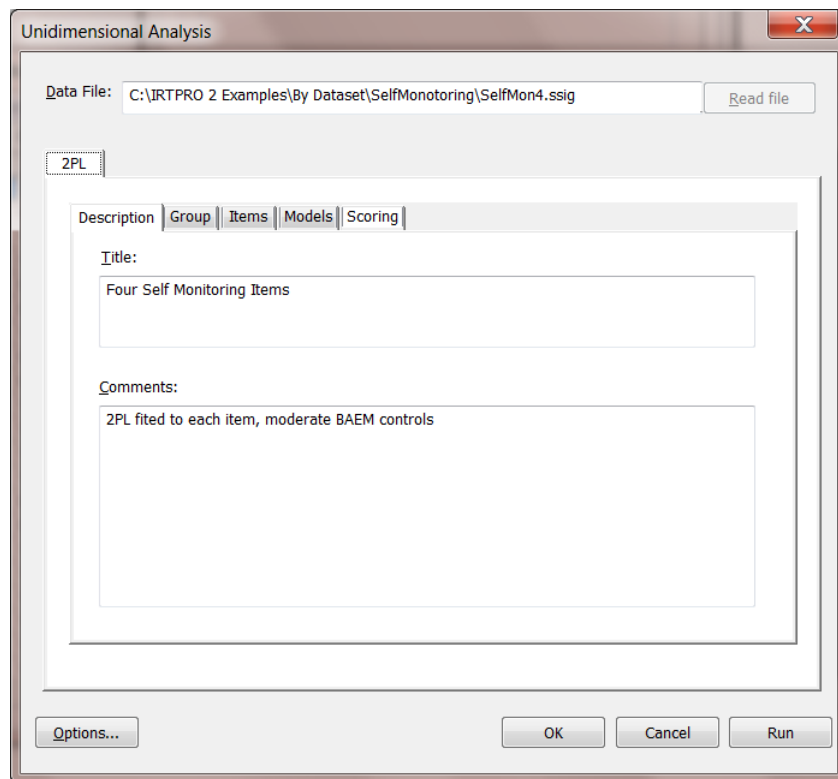 Unidimensional Analysis
Data File: C:\IRTPRO 2 Examples\By Dataset\SelfMonotoring\SelfMon4.ssig Read file
2PL
Description Group Items Models Scoring
Title:
Four Self Monitoring Items
Comments:
2PL fited to each item, moderate BAEM controls
Options... OK Cancel Run